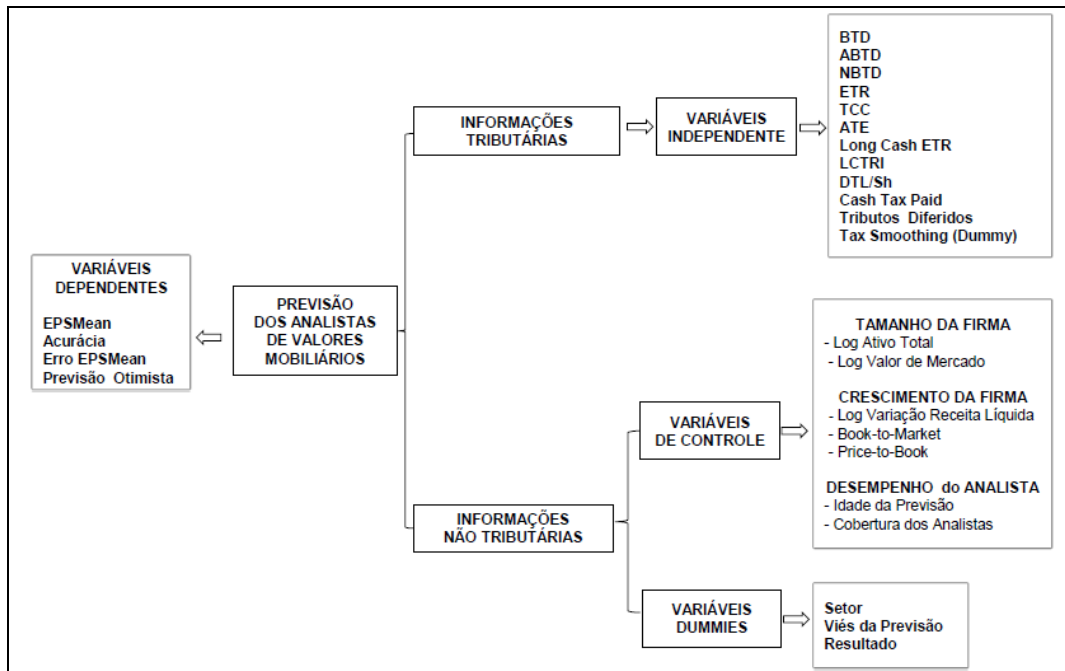 VARIÁVEIS
DEPENDENTES
EPSMean
Acurácia
Erro EPSMean
Previsão Otimista
PREVISÃO
DOS ANALISTAS
DE VALORES
MOBILIÁRIOS
INFORMAÇÕES
TRIBUTÁRIAS
VARIÁVEIS
INDEPENDENTE
BTD
ABTD
NBTD
ETR
TCC
ATE
Long Cash ETR
LCTRI
DTL/Sh
Cash Tax Paid
Tributos Diferidos
Tax Smoothing (Dummy)
INFORMAÇÕES
NÃO TRIBUTÁRIAS
VARIÁVEIS
DE CONTROLE
TAMANHO DA FIRMA
- Log Ativo Total
- Log Valor de Mercado
CRESCIMENTO DA FIRMA
- Log Variação Receita Líquida
- Book-to-Market
- Price-to-Book
DESEMPENHO do ANALISTA
- Idade da Previsão
- Cobertura dos Analistas
VARIÁVEIS
DUMMIES
Setor
Viés da Previsão
Resultado